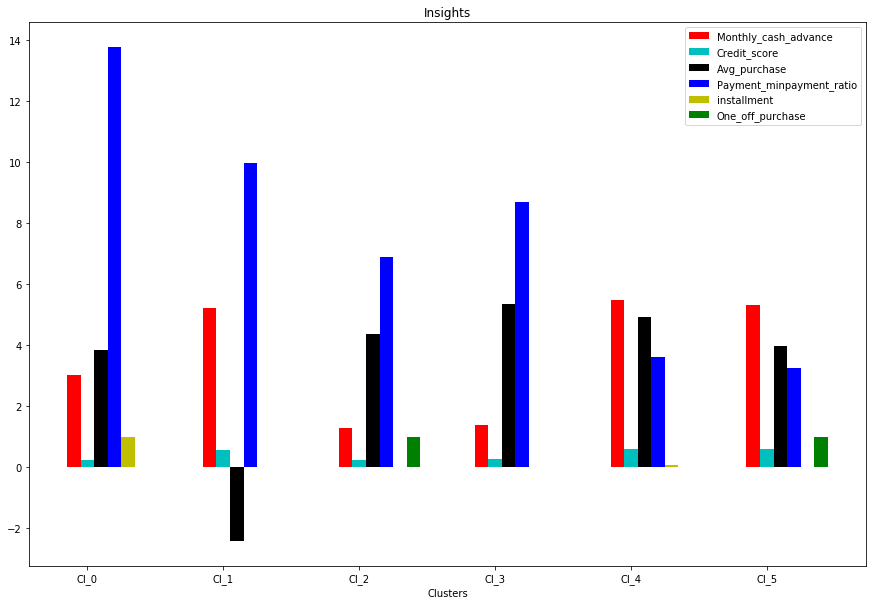 Insights
Monthly_cash_advance
Credit_score
Avg_purchase
Payment_minpayment_ratio
installment
One_off_purchase
14
12
10
8
6
4
2
0
−2
Cl_0 Cl_1 Cl_2 Cl_3 Cl_4 Cl_5
Clusters